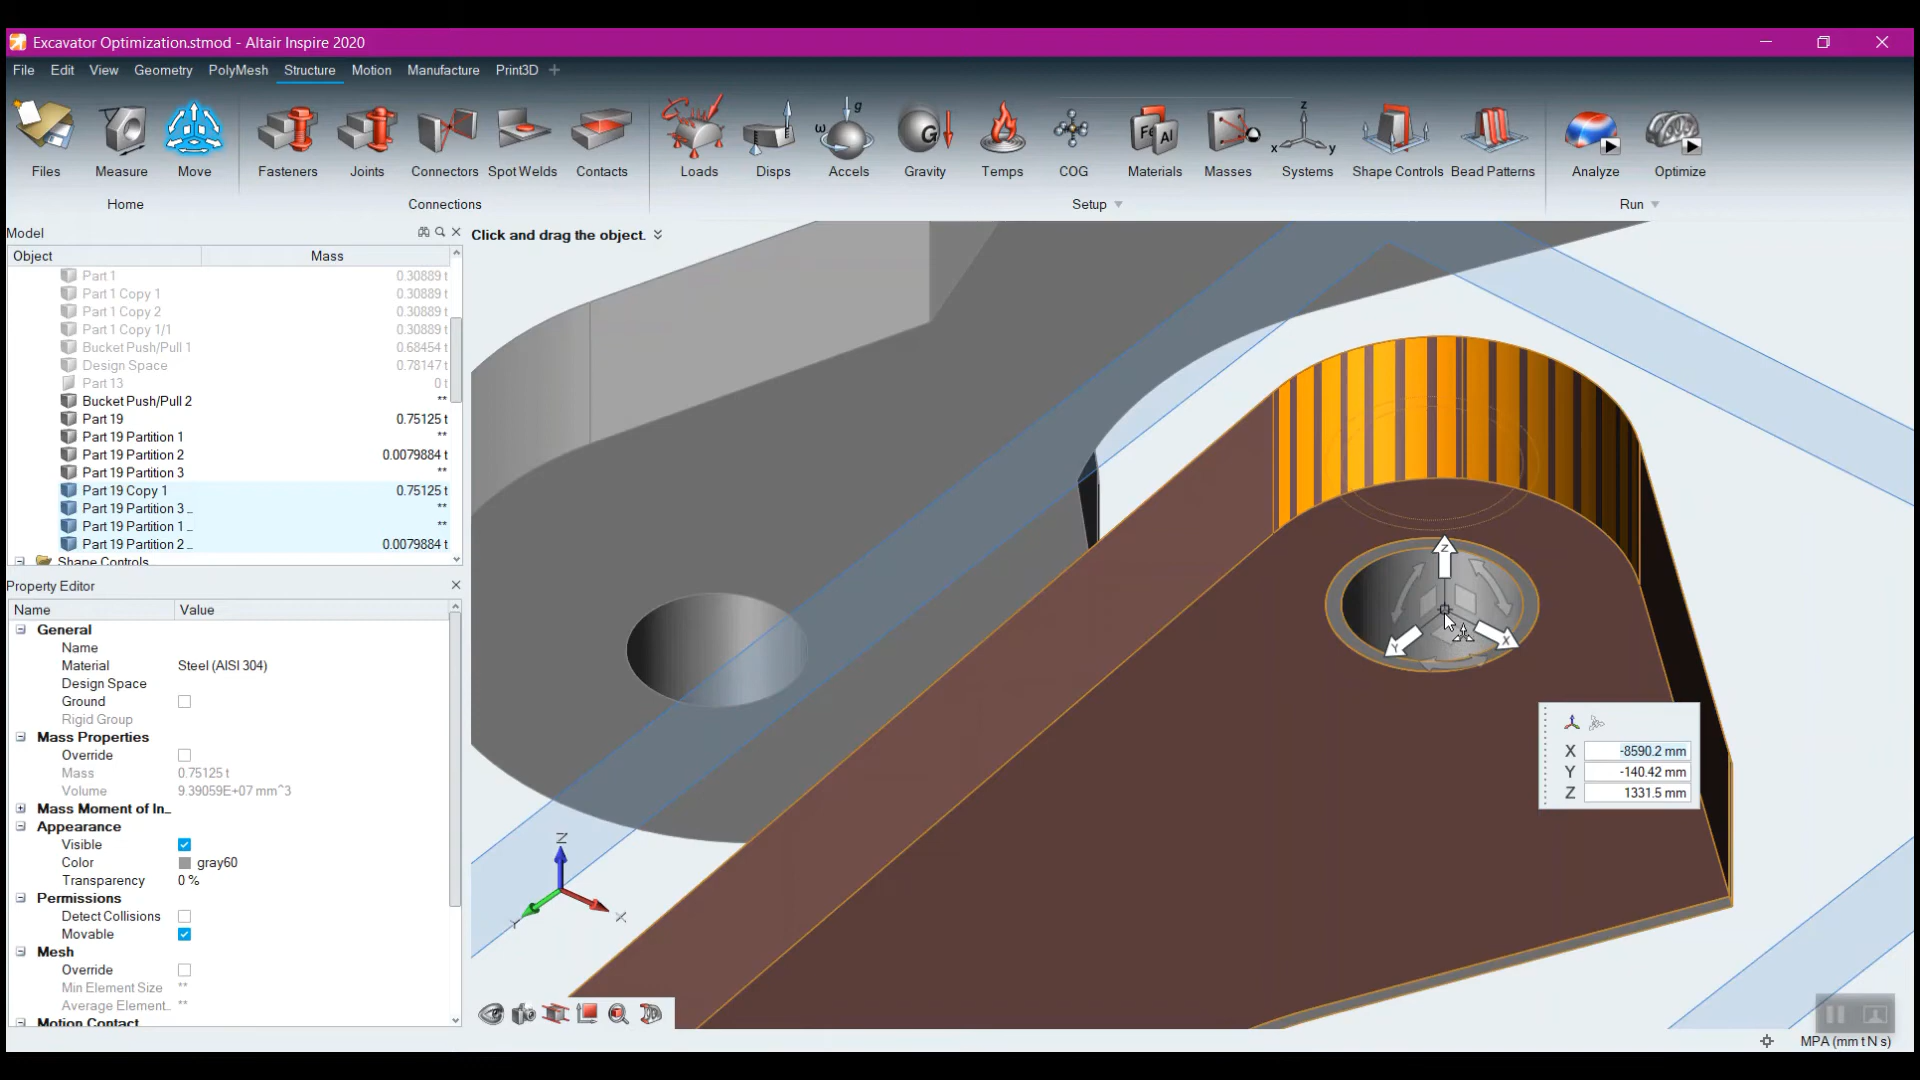 Excavator Optimization.stmod - Altair Inspire 2020
File Edit View Geometry PolyMesh Structure Motion Manufacture Print3D +
Files Measure Move Fasteners Joints Connectors Spot Welds Contacts Loads Disps Accels Gravity Temps COG Materials Masses Systems Shape Controls Bead Patterns Analyze Optimize
Home Connections Setup Run
Model
Click and drag the object.
Object Mass
Part 1 0.30889 t
Part 1 Copy 1 0.30889 t
Part 1 Copy 2 0.30889 t
Part 1 Copy 1/1 0.30889 t
Bucket Push/Pull 1 0.68454 t
Design Space 0.78147 t
Part 13 0 t
Bucket Push/Pull 2 **
Part 19 0.75125 t
Part 19 Partition 1 **
Part 19 Partition 2 0.0079884 t
Part 19 Partition 3 **
Part 19 Copy 1 0.75125 t
Part 19 Partition 3 ... **
Part 19 Partition 1 ... **
Part 19 Partition 2 ... 0.0079884 t
Shape Controls
Property Editor
Name Value
General
Name
Material Steel (AISI 304)
Design Space
Ground
Rigid Group
Mass Properties
Override
Mass 0.75125 t
Volume 9.39059E+07 mm^3
Mass Moment of In...
Appearance
Visible
Color gray60
Transparency 0 %
Permissions
Detect Collisions
Movable
Mesh
Override
Min Element Size **
Average Element... **
Motion Contact
Z
Y X
Z
Y
X
X -8590.2 mm
Y -140.42 mm
Z 1331.5 mm
MPA (mm t N s)